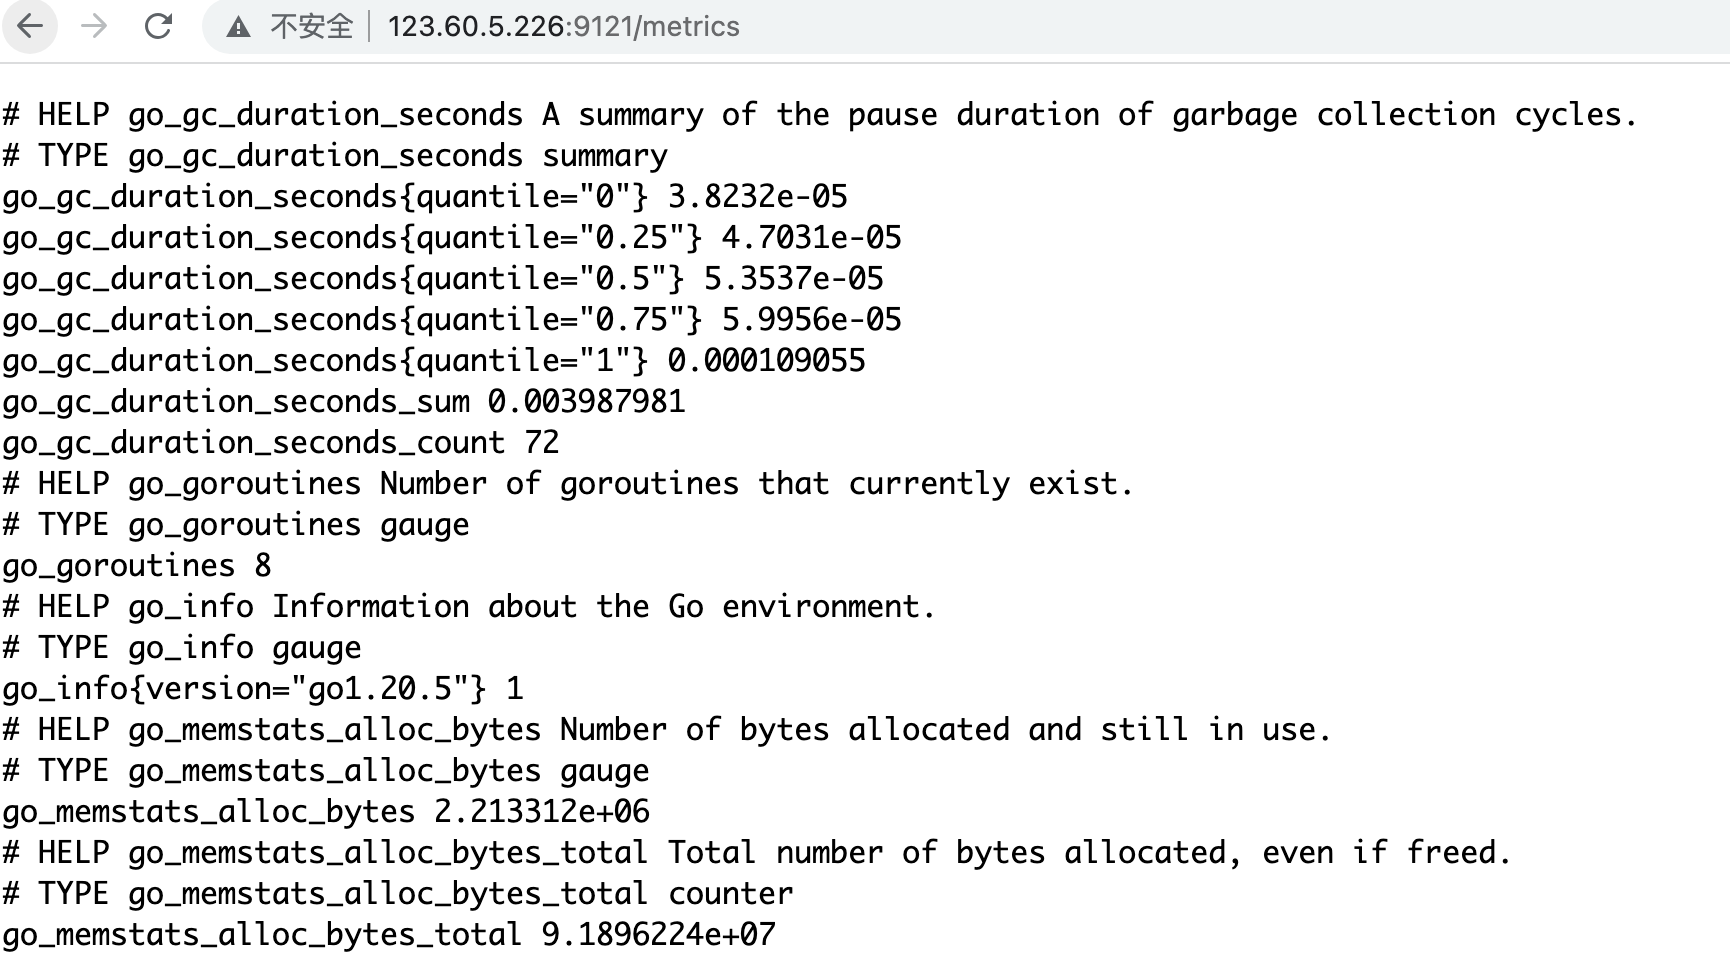 不安全 123.60.5.226:9121/metrics
# HELP go_gc_duration_seconds A summary of the pause duration of garbage collection cycles.
# TYPE go_gc_duration_seconds summary
go_gc_duration_seconds{quantile="0"} 3.8232e-05
go_gc_duration_seconds{quantile="0.25"} 4.7031e-05
go_gc_duration_seconds{quantile="0.5"} 5.3537e-05
go_gc_duration_seconds{quantile="0.75"} 5.9956e-05
go_gc_duration_seconds{quantile="1"} 0.000109055
go_gc_duration_seconds_sum 0.003987981
go_gc_duration_seconds_count 72
# HELP go_goroutines Number of goroutines that currently exist.
# TYPE go_goroutines gauge
go_goroutines 8
# HELP go_info Information about the Go environment.
# TYPE go_info gauge
go_info{version="go1.20.5"} 1
# HELP go_memstats_alloc_bytes Number of bytes allocated and still in use.
# TYPE go_memstats_alloc_bytes gauge
go_memstats_alloc_bytes 2.213312e+06
# HELP go_memstats_alloc_bytes_total Total number of bytes allocated, even if freed.
# TYPE go_memstats_alloc_bytes_total counter
go_memstats_alloc_bytes_total 9.1896224e+07